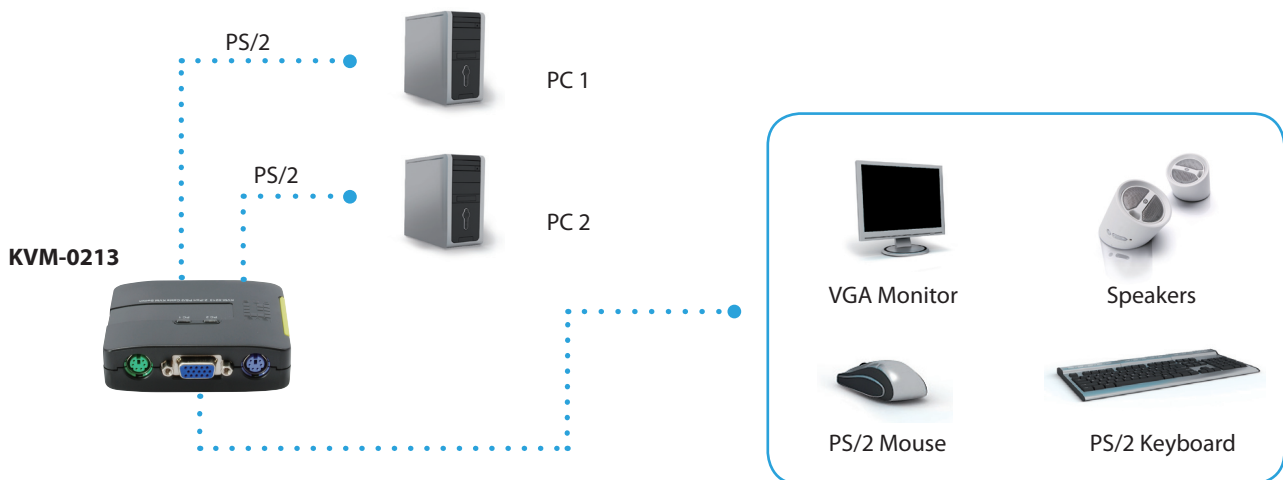 PS/2
PC 1
PS/2
PC 2
KVM-0213
VGA Monitor
Speakers
PS/2 Mouse
PS/2 Keyboard